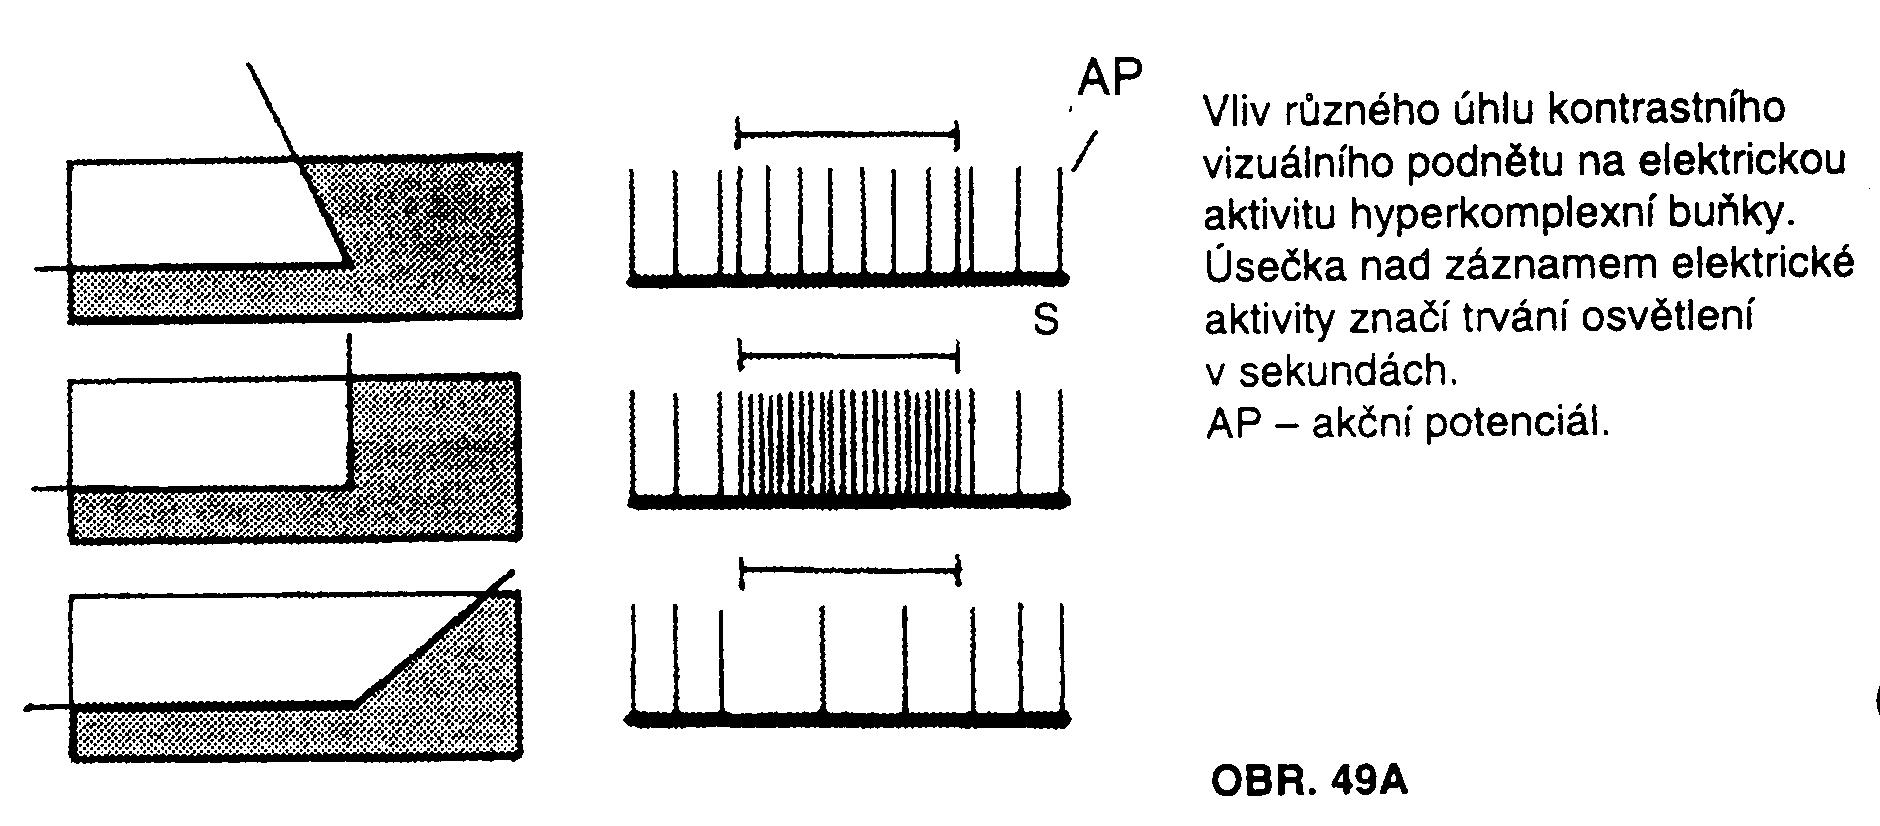 AP
S
Vliv různého úhlu kontrastního
vizuálního podnětu na elektrickou
aktivitu hyperkomplexní buňky.
Úsečka nad záznamem elektrické
aktivity značí trvání osvětlení
v sekundách.
AP – akční potenciál.
OBR. 49A